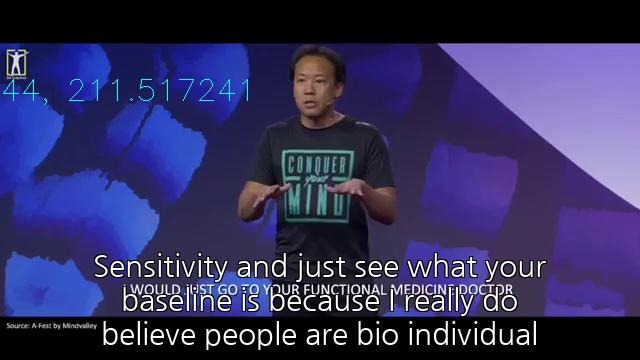 44, 211.517241
CONQUER
your
MIND
Sensitivity and just see what your
I WOULD JUST GO TO YOUR FUNCTIONAL MEDICINE DOCTOR
baseline is because I really do
believe people are bio individual
Source: A-Fest by Mindvalley